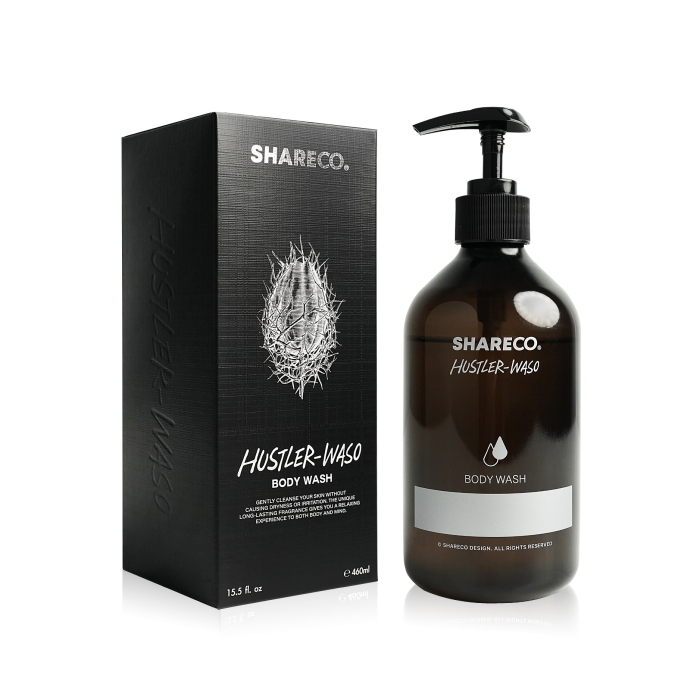 SHARECO®
HUSTLER-WASO
HUSTLER-WASO
BODY WASH
GENTLY CLEANSE YOUR SKIN WITHOUT
CAUSING DRYNESS OR IRRITATION. THE UNIQUE
LONG-LASTING FRAGRANCE GIVES YOU A RELAXING
EXPERIENCE TO BOTH BODY AND MIND.
15.5 fl. oz ℮ 460ml
SHARECO®
HUSTLER-WASO
BODY WASH
© SHARECO DESIGN. ALL RIGHTS RESERVED